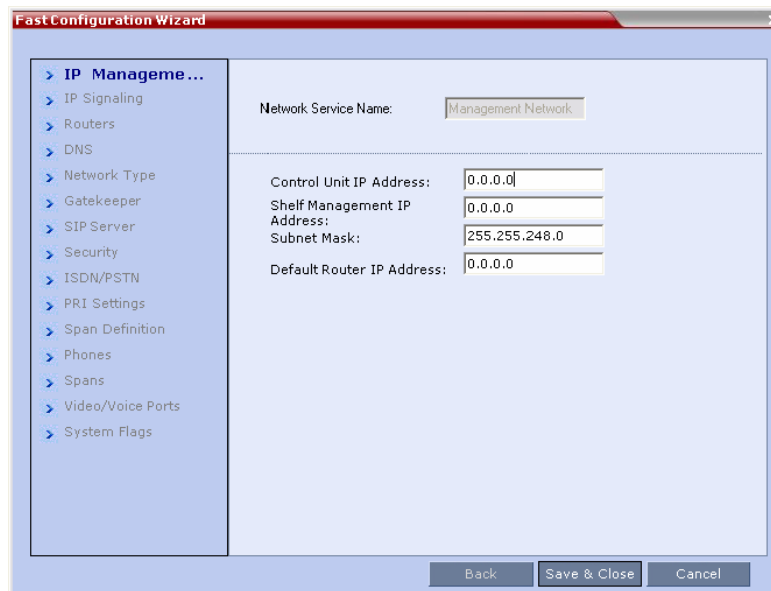 Fast Configuration Wizard
IP Manageme...
IP Signaling
Routers
DNS
Network Type
Gatekeeper
SIP Server
Security
ISDN/PSTN
PRI Settings
Span Definition
Phones
Spans
Video/Voice Ports
System Flags
Network Service Name: Management Network
Control Unit IP Address: 0.0.0.0
Shelf Management IP
Address: 0.0.0.0
Subnet Mask: 255.255.248.0
Default Router IP Address: 0.0.0.0
Back Save & Close Cancel